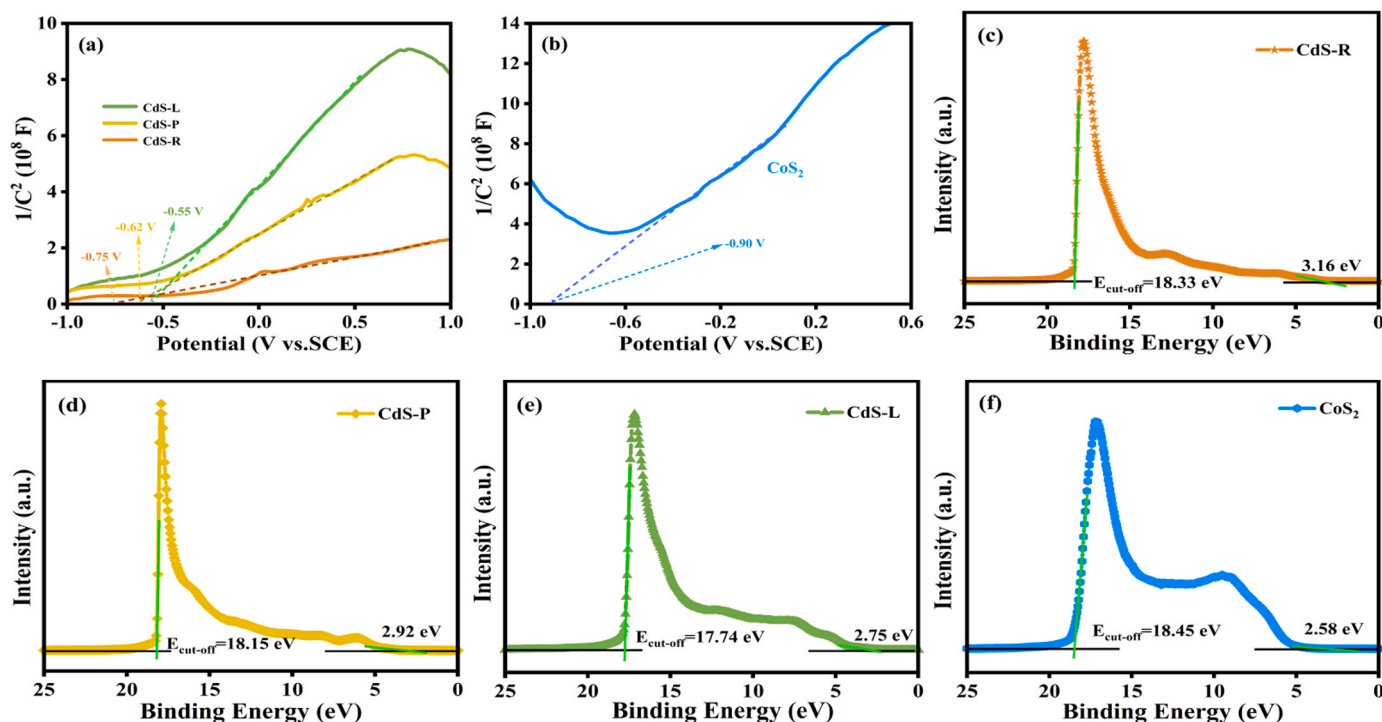 (a)
10
8
6
4
2
0
1/C² (10⁸ F)
CdS-L
CdS-P
CdS-R
-0.55 V
-0.62 V
-0.75 V
-1.0 -0.5 0.0 0.5 1.0
Potential (V vs.SCE)
(b)
14
12
10
8
6
4
2
0
1/C² (10⁸ F)
CoS₂
-0.90 V
-1.0 -0.6 -0.2 0.2 0.6
Potential (V vs.SCE)
(c)
CdS-R
Intensity (a.u.)
3.16 eV
E_cut-off=18.33 eV
25 20 15 10 5 0
Binding Energy (eV)
(d)
CdS-P
Intensity (a.u.)
2.92 eV
E_cut-off=18.15 eV
25 20 15 10 5 0
Binding Energy (eV)
(e)
CdS-L
Intensity (a.u.)
E_cut-off=17.74 eV
2.75 eV
25 20 15 10 5 0
Binding Energy (eV)
(f)
CoS₂
Intensity (a.u.)
E_cut-off=18.45 eV
2.58 eV
25 20 15 10 5 0
Binding Energy (eV)